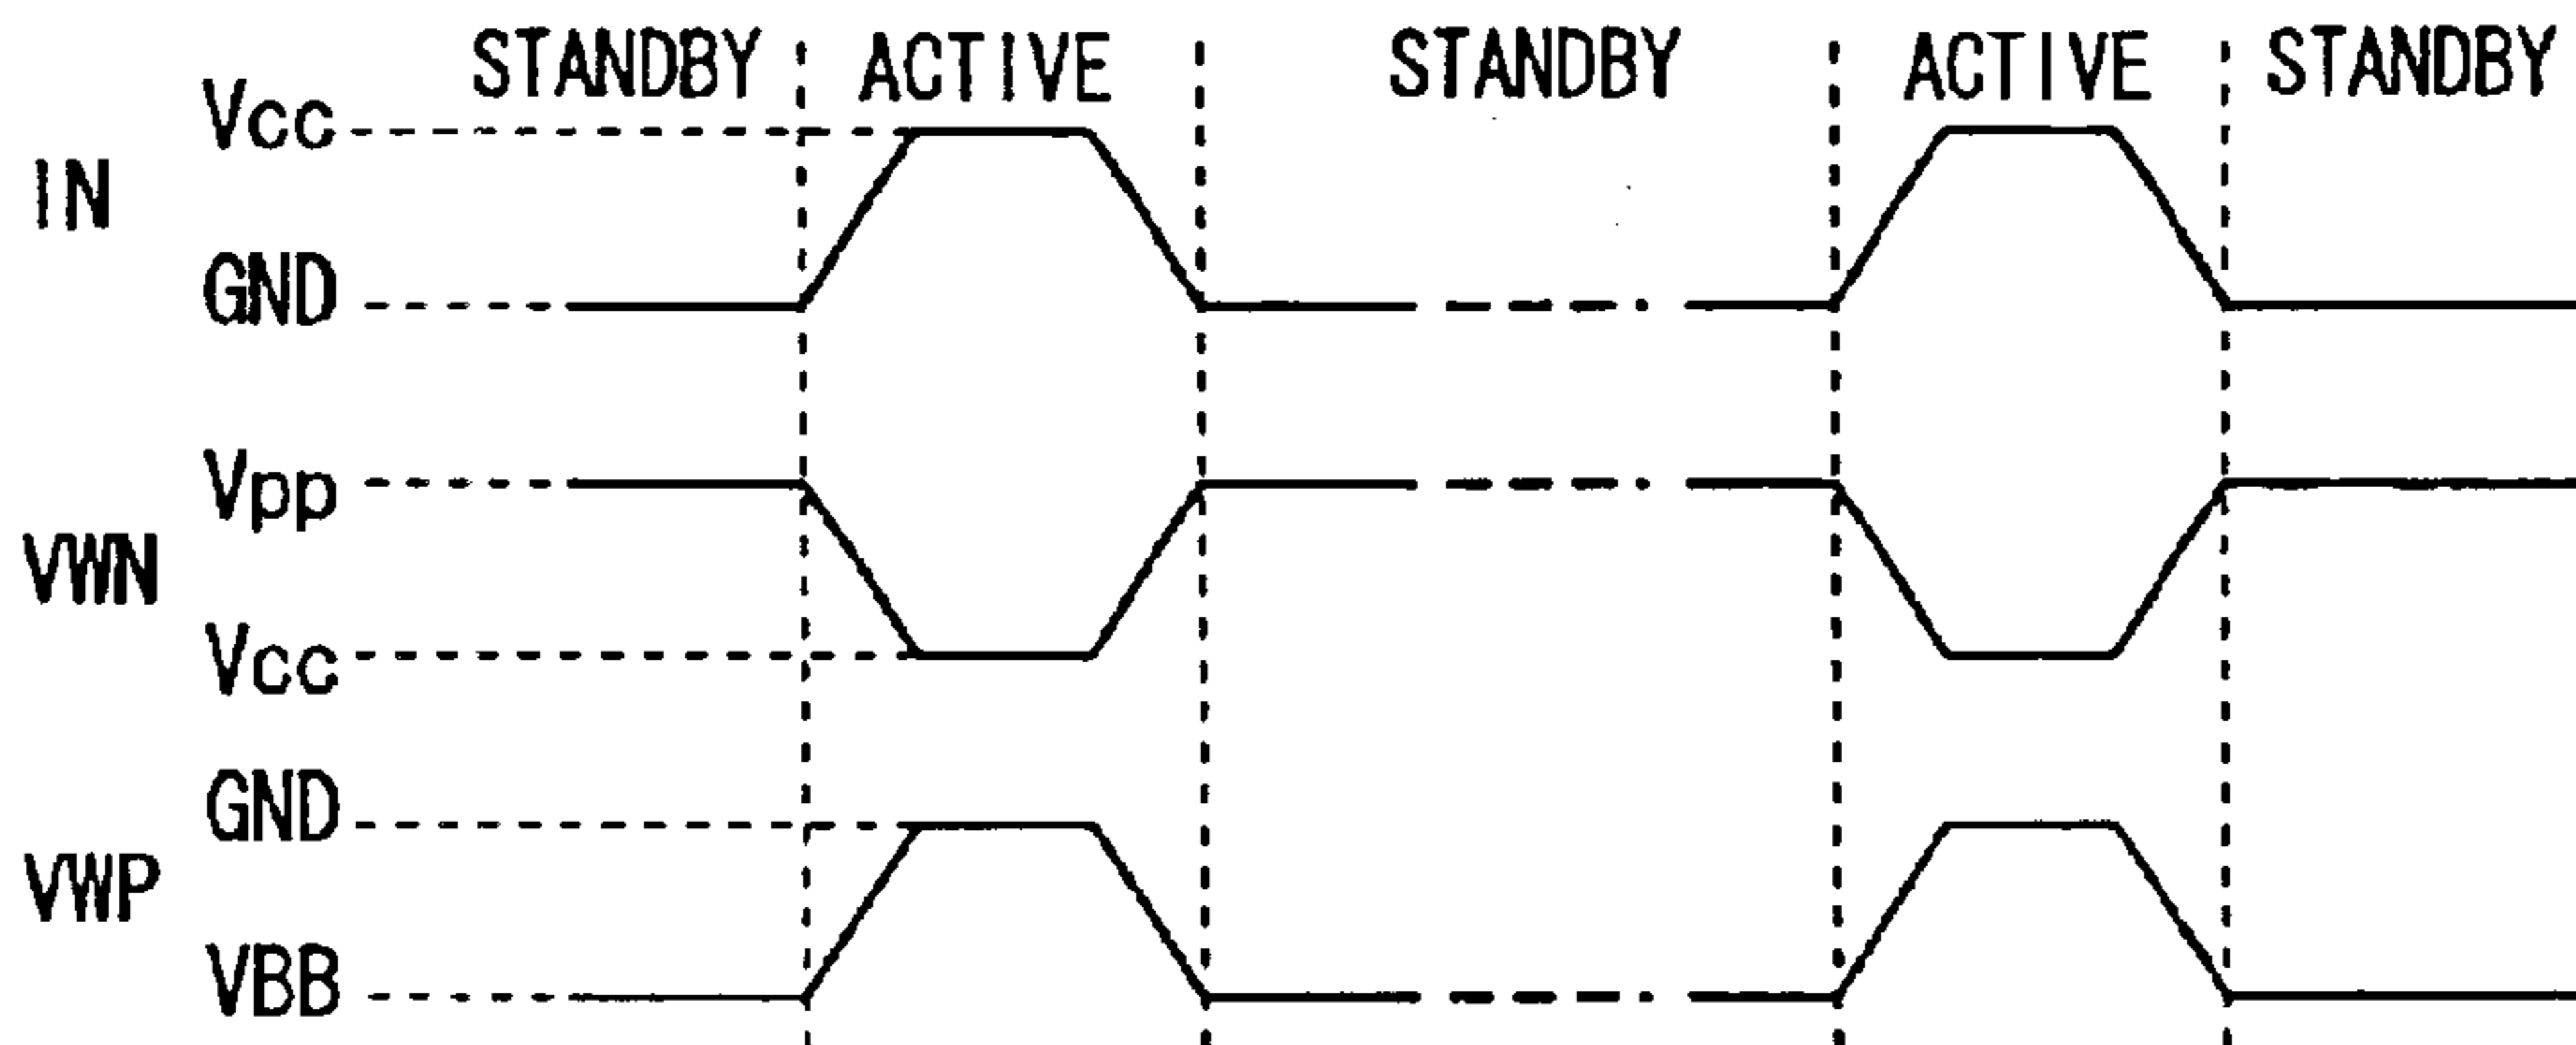 STANDBY ACTIVE STANDBY ACTIVE STANDBY
Vcc
IN
GND
Vpp
VWN
Vcc
GND
VWP
VBB